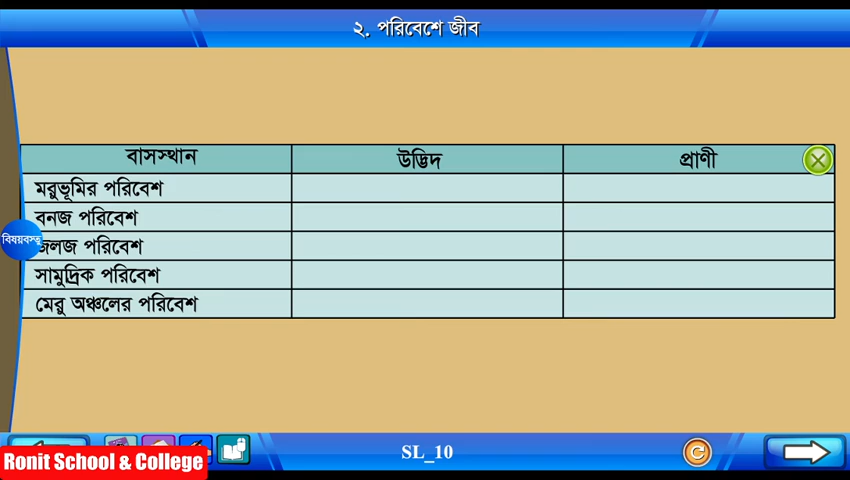 ২. পরিবেশে জীব
বাসস্থান উদ্ভিদ প্রাণী
মরুভূমির পরিবেশ
বনজ পরিবেশ
বিষয়বস্তু
জলজ পরিবেশ
সামুদ্রিক পরিবেশ
মেরু অঞ্চলের পরিবেশ
SL_10
Ronit School & College